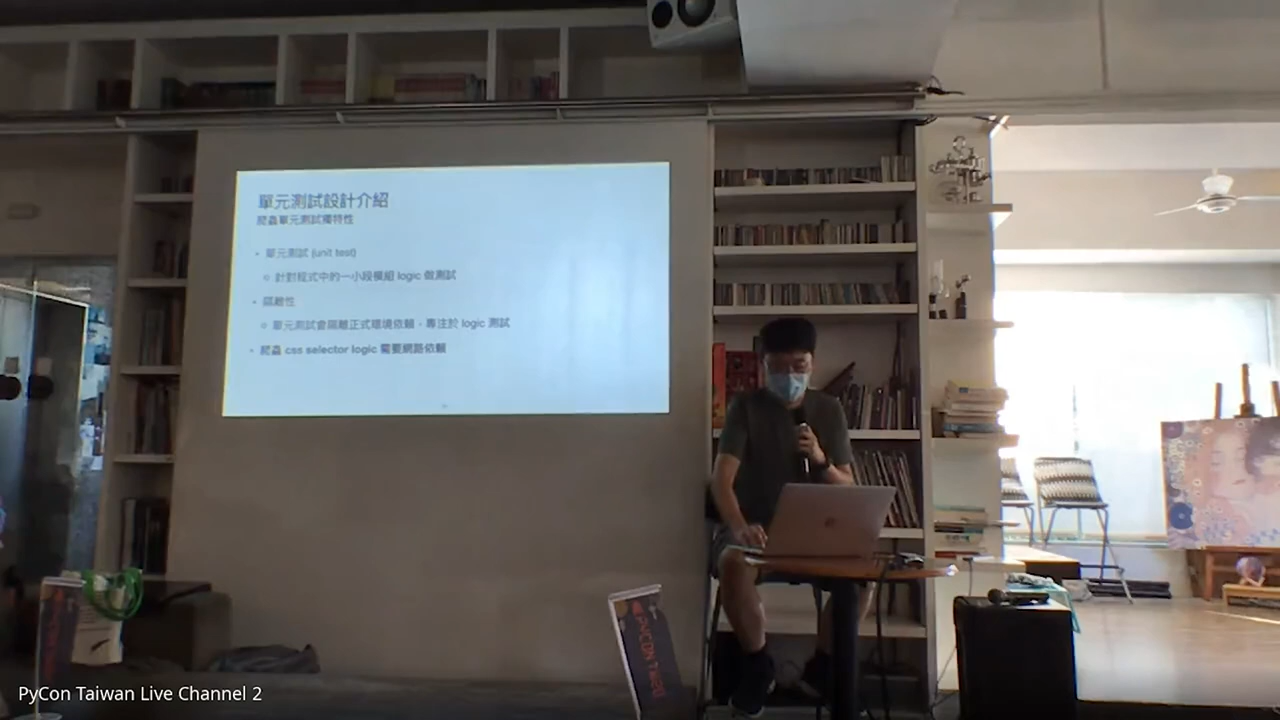 單元測試設計介紹
爬蟲單元測試獨特性
• 單元測試 (unit test)
○ 針對程式中的一小段模組 logic 做測試
• 隔離性
○ 單元測試會隔離正式環境依賴，專注於 logic 測試
• 爬蟲 css selector logic 需要網路依賴
PyCon Taiwan Live Channel 2